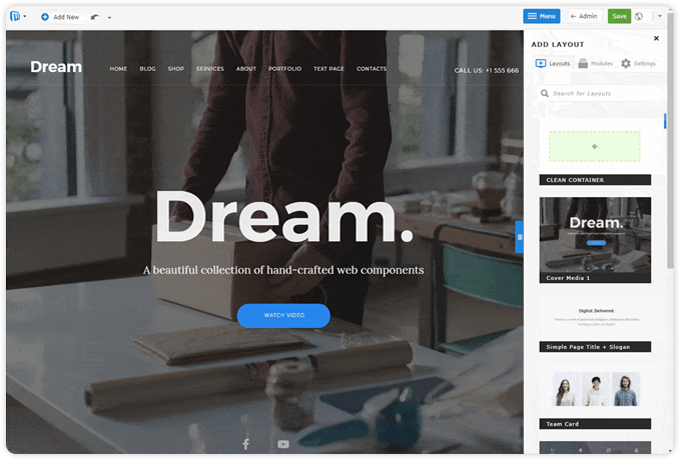 Add New
Menu
Admin
Save
Dream
HOME BLOG SHOP SERVICES ABOUT PORTFOLIO TEXT PAGE CONTACTS
CALL US: +1 555 666
Dream.
A beautiful collection of hand-crafted web components
WATCH VIDEO
ADD LAYOUT
Layouts Modules Settings
Search for Layouts
CLEAN CONTAINER
Dream.
Cover Media 1
Digital. Delivered.
Simple Page Title + Slogan
Team Card